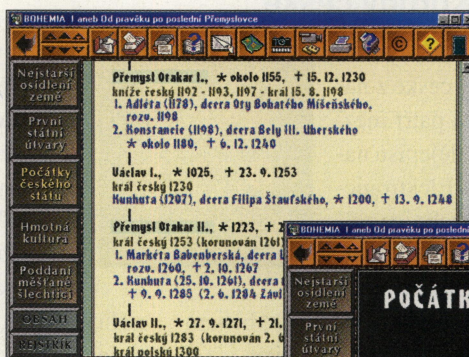 BOHEMIA I aneb Od pravěku po poslední Přemyslovce
Nejstarší
osídlení
země
První
státní
útvary
Počátky
českého
státu
Hmotná
kultura
Poddaní
měšťané
šlechtici
OBSAH
REJSTŘÍK
Přemysl Otakar I., * okolo 1155, † 15. 12. 1230
kníže český 1192 - 1193, 1197 - král 15. 8. 1198
1. Adléta (1178), dcera Oty Bohatého Míšeňského,
rozv. 1198
2. Konstancie (1198), dcera Bely III. Uherského
* okolo 1180, † 6. 12. 1240
Václav I., * 1025, † 23. 9. 1253
král český 1230
Kunhuta (1207), dcera Filipa Štaufského, * 1200, † 13. 9. 1248
Přemysl Otakar II., * 1223, † 2
král český 1253 (korunován 1261
1. Markéta Babenberská, dcera L
rozv. 1260, † 2. 10. 1267
2. Kunhuta (25. 10. 1261), dcera
† 9. 9. 1285 (2. 6. 1284 Závi
Václav II., * 27. 9. 1271, † 21.
král český 1283 (korunován 2. 6
král polský 1300
BOHEMIA I aneb Od pravěku po poslední
Nejstarší
osídlení
země
První
státní
útvary
POČÁTK